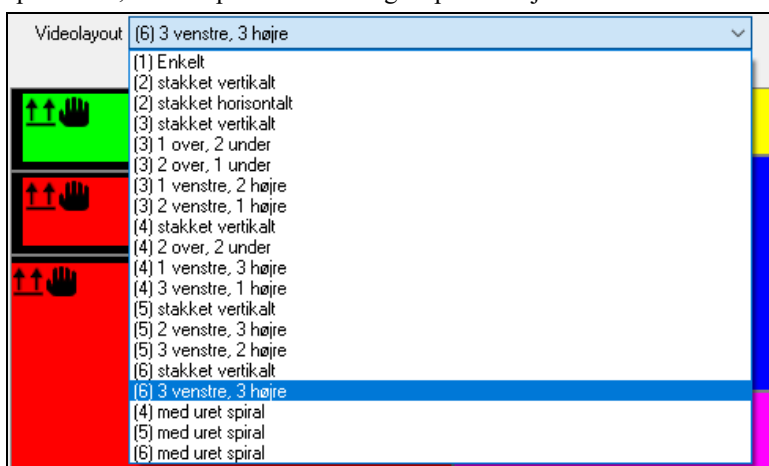 Videolayout (6) 3 venstre, 3 højre
(1) Enkelt
(2) stakket vertikalt
(2) stakket horisontalt
(3) stakket vertikalt
(3) 1 over, 2 under
(3) 2 over, 1 under
(3) 1 venstre, 2 højre
(3) 2 venstre, 1 højre
(4) stakket vertikalt
(4) 2 over, 2 under
(4) 1 venstre, 3 højre
(4) 3 venstre, 1 højre
(5) stakket vertikalt
(5) 2 venstre, 3 højre
(5) 3 venstre, 2 højre
(6) stakket vertikalt
(6) 3 venstre, 3 højre
(4) med uret spiral
(5) med uret spiral
(6) med uret spiral